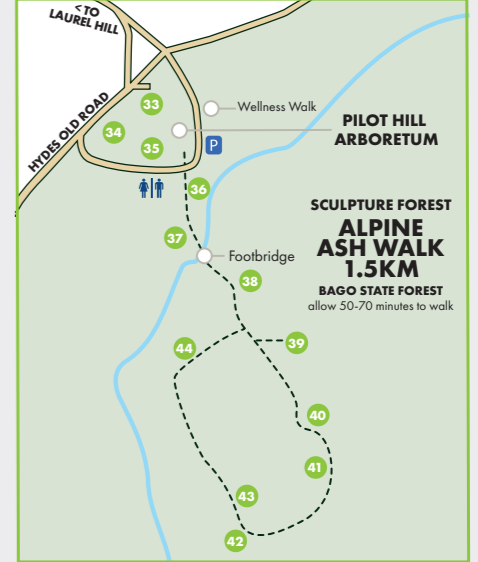 <TO
LAUREL HILL
HYDES OLD ROAD
33
Wellness Walk
34
PILOT HILL
ARBORETUM
35
P
36
SCULPTURE FOREST
ALPINE
ASH WALK
1.5KM
BAGO STATE FOREST
allow 50-70 minutes to walk
37
Footbridge
38
39
44
40
41
43
42